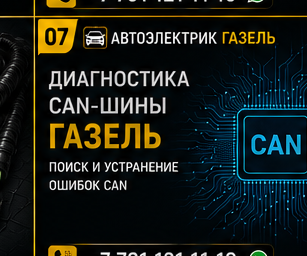 07 АВТОЭЛЕКТРИК ГАЗЕЛЬ
ДИАГНОСТИКА
CAN-ШИНЫ
ГАЗЕЛЬ
ПОИСК И УСТРАНЕНИЕ
ОШИБОК CAN
CAN